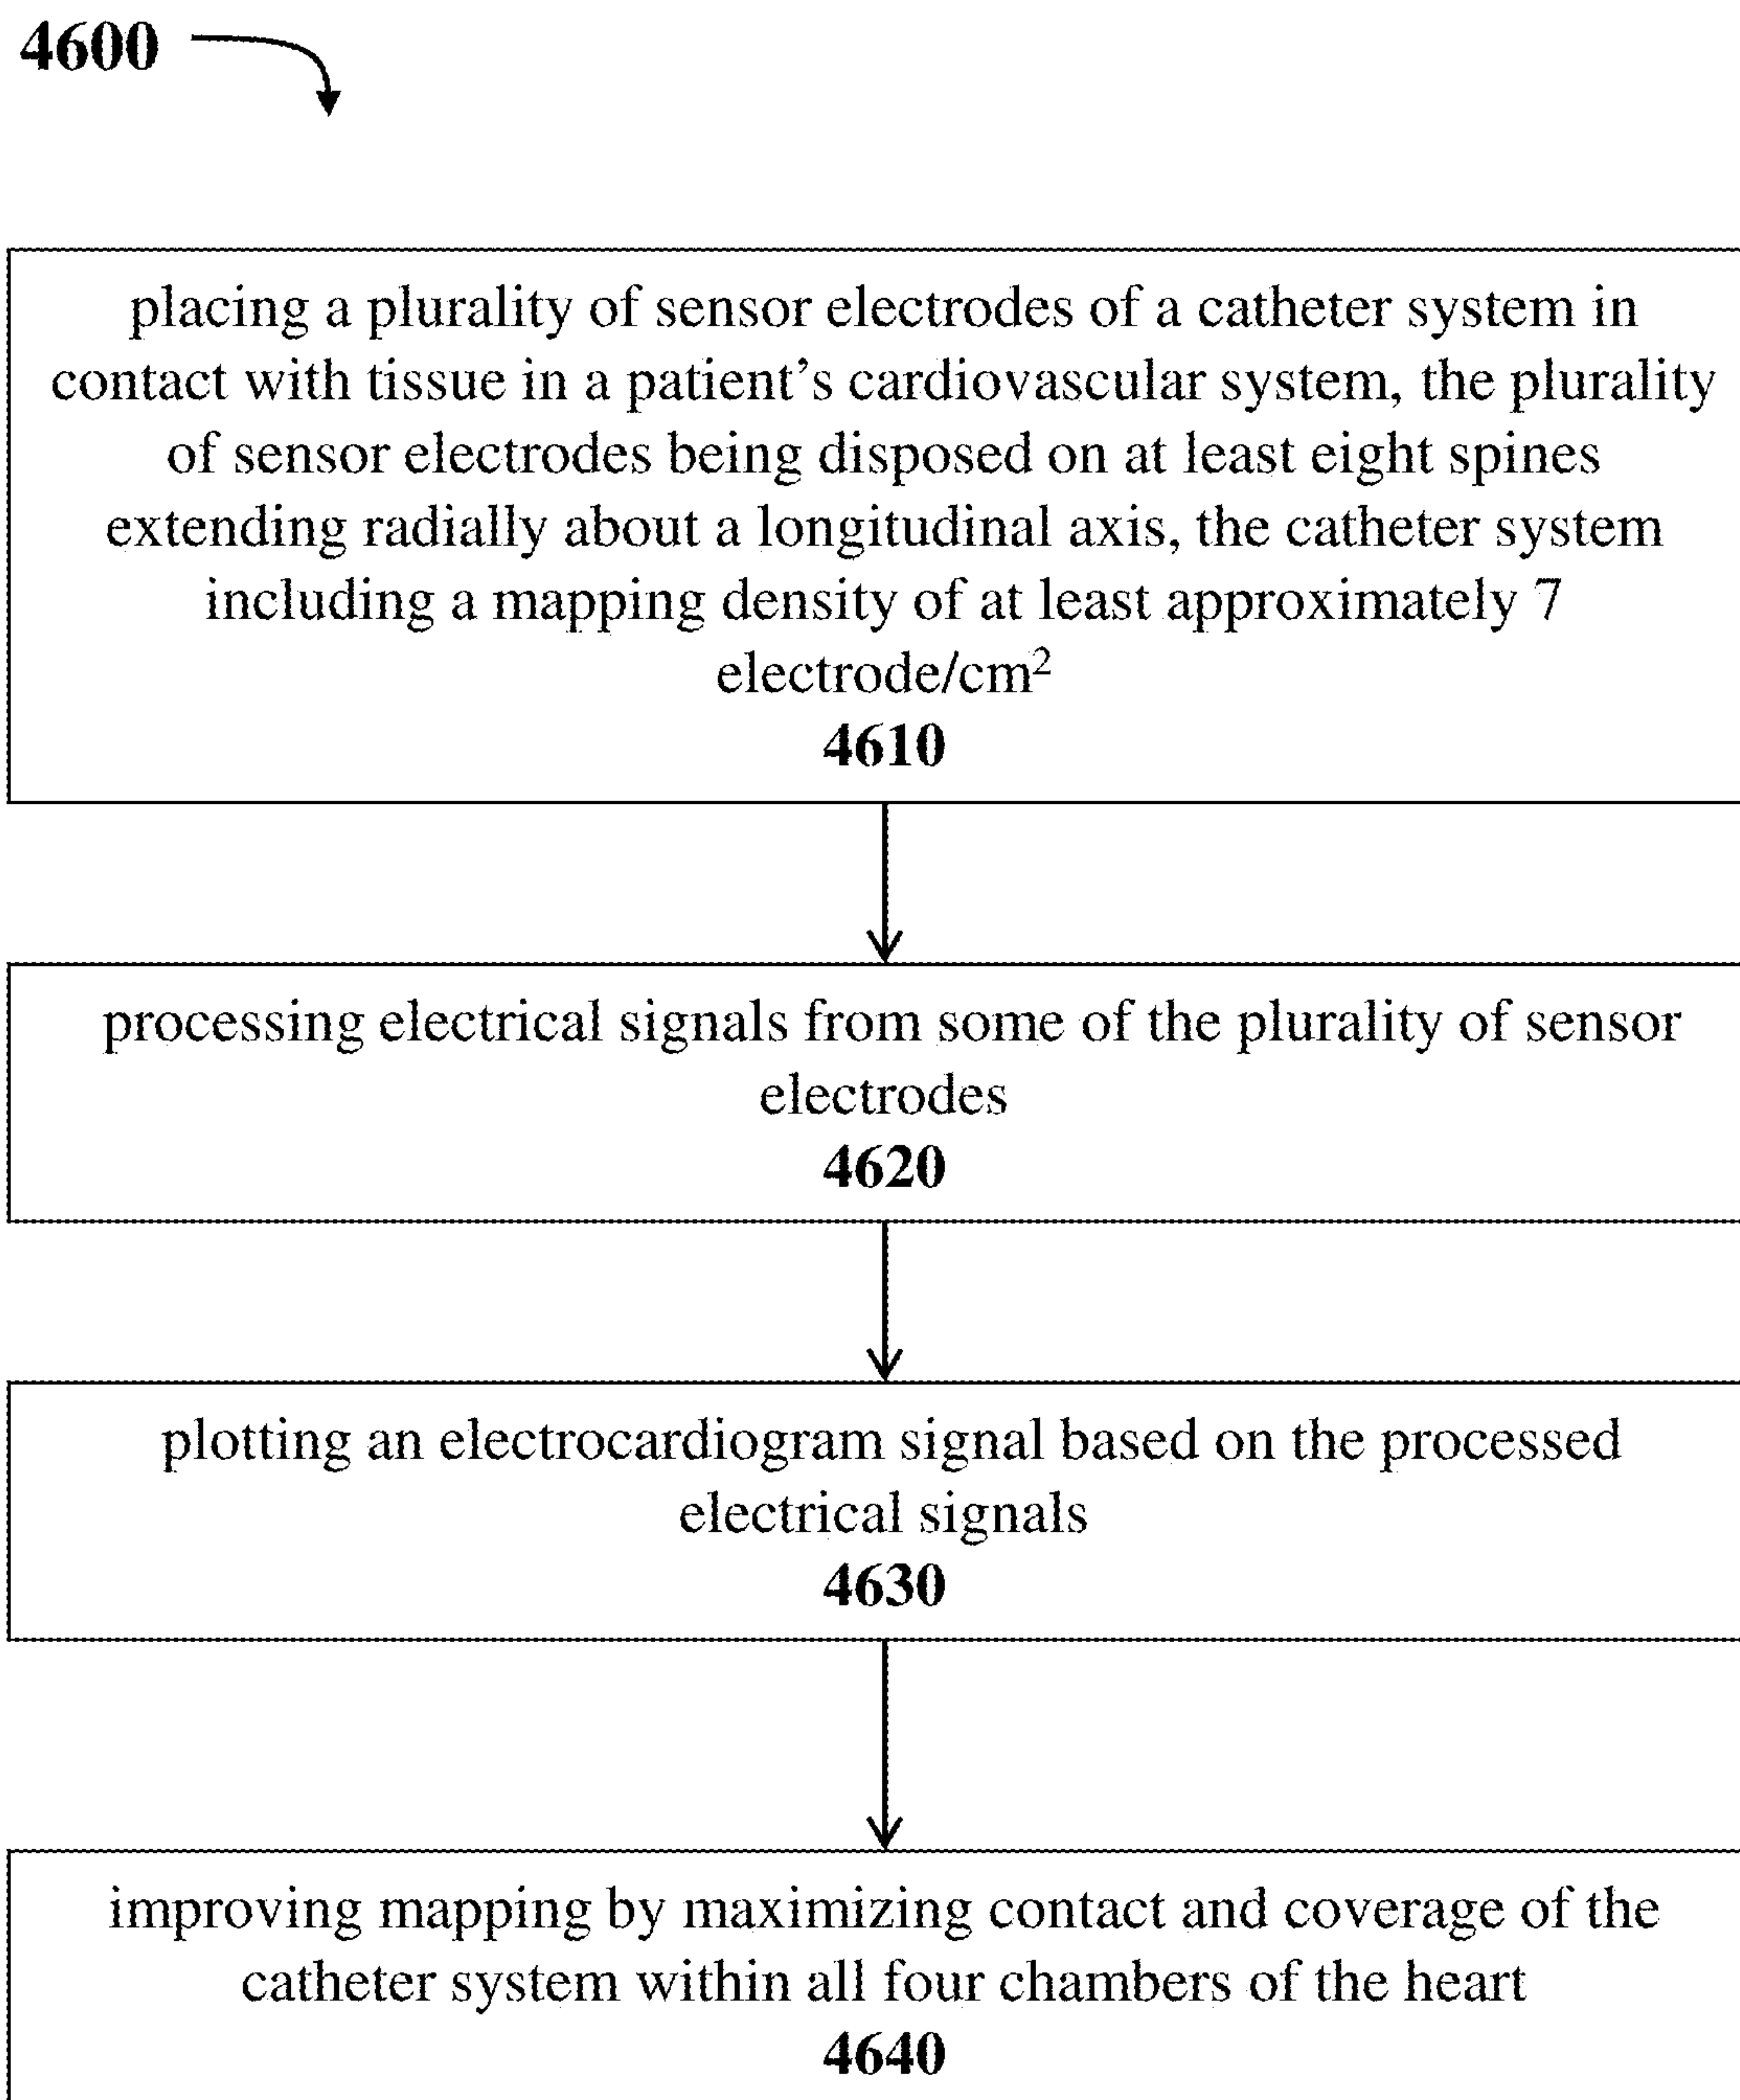 4600
placing a plurality of sensor electrodes of a catheter system in
contact with tissue in a patient’s cardiovascular system, the plurality
of sensor electrodes being disposed on at least eight spines
extending radially about a longitudinal axis, the catheter system
including a mapping density of at least approximately 7
electrode/cm²
4610
processing electrical signals from some of the plurality of sensor
electrodes
4620
plotting an electrocardiogram signal based on the processed
electrical signals
4630
improving mapping by maximizing contact and coverage of the
catheter system within all four chambers of the heart
4640